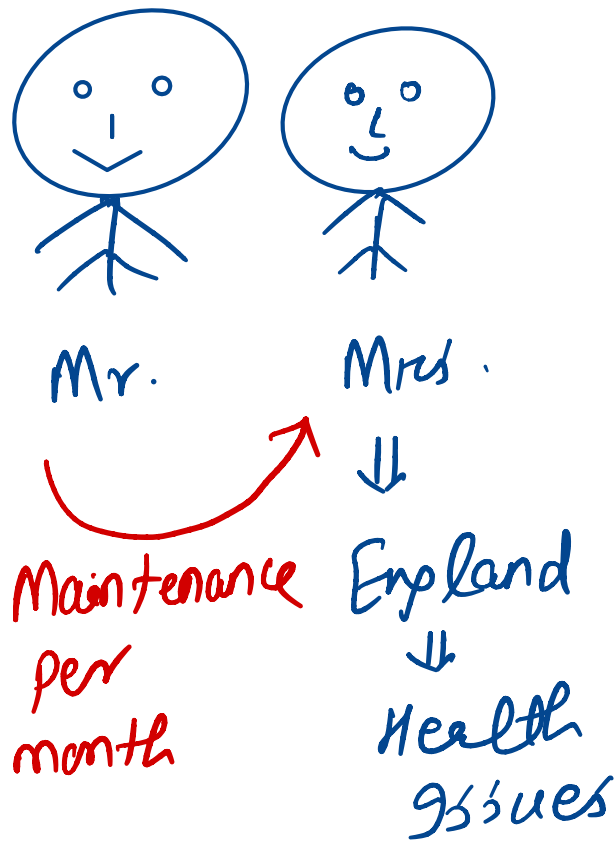 Mr.
Mrs.
Maintenance
per
month
England
Health
Issues